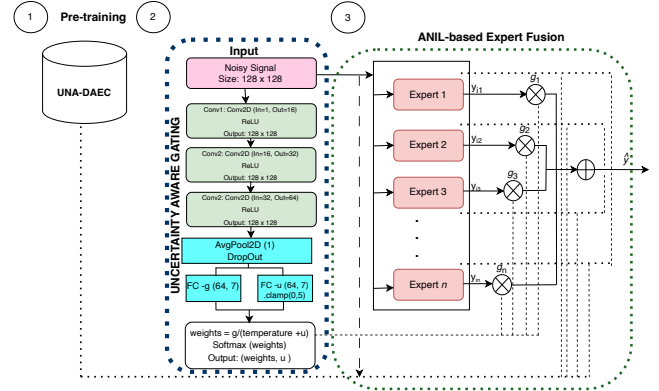 1
Pre-training
2
3
UNA-DAEC
UNCERTAINTY AWARE GATING
Input
Noisy Signal
Size: 128 x 128
Conv1: Conv2D (In=1, Out=16)
ReLU
Output: 128 x 128
Conv2: Conv2D (In=16, Out=32)
ReLU
Output: 128 x 128
Conv2: Conv2D (In=32, Out=64)
ReLU
Output: 128 x 128
AvgPool2D (1)
DropOut
FC -g (64, 7)
FC -u (64, 7)
.clamp(0,5)
weights = g/(temperature +u)
Softmax (weights)
Output: (weights, u )
ANIL-based Expert Fusion
Expert 1
y_i1
g_1
Expert 2
y_i2
g_2
Expert 3
y_i3
g_3
Expert n
y_in
g_n
ŷ